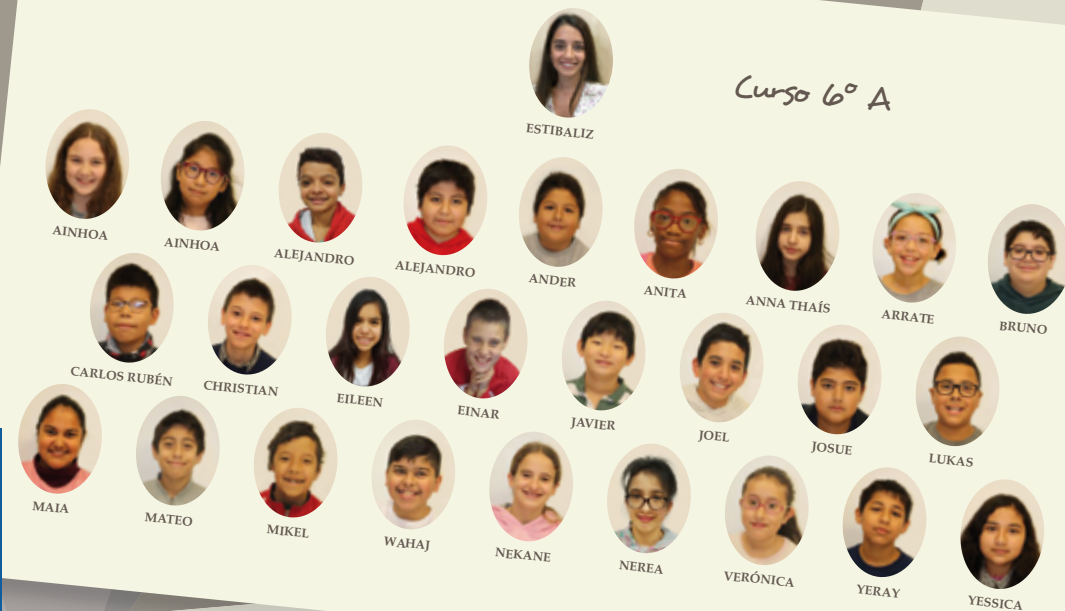 ESTIBALIZ
Curso 6º A
AINHOA
AINHOA
ALEJANDRO
ALEJANDRO
ANDER
ANITA
ANNA THAÍS
ARRATE
BRUNO
CARLOS RUBÉN
CHRISTIAN
EILEEN
EINAR
JAVIER
JOEL
JOSUE
LUKAS
MAIA
MATEO
MIKEL
WAHAJ
NEKANE
NEREA
VERÓNICA
YERAY
YESSICA